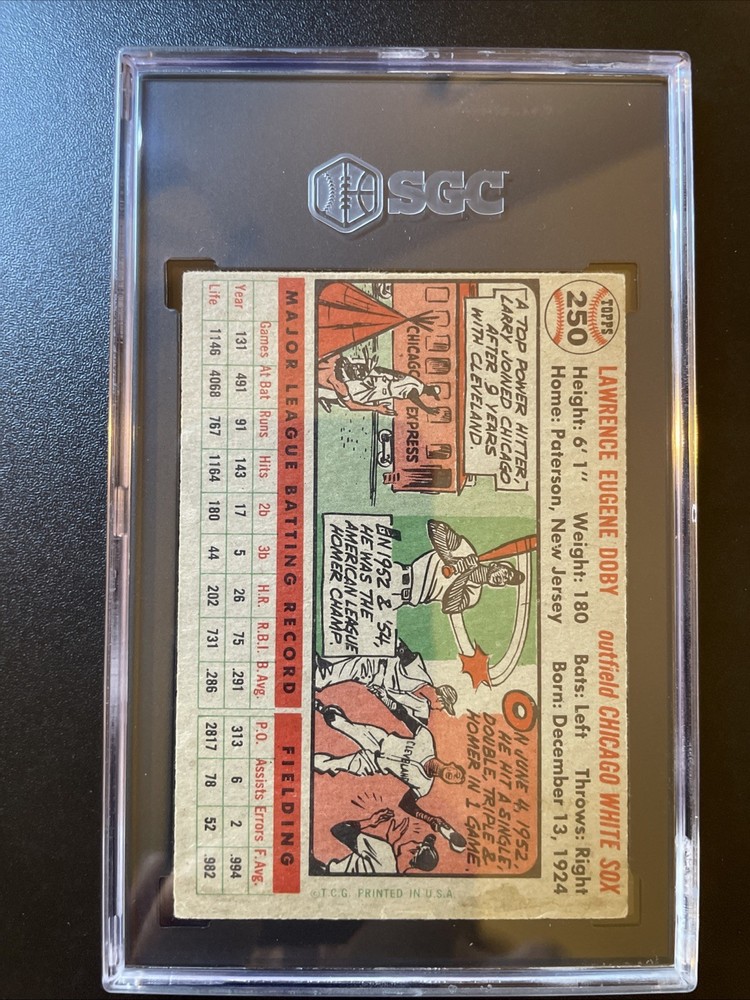 SGC
TOPPS
250
LAWRENCE EUGENE DOBY outfield CHICAGO WHITE SOX
Height: 6' 1" Weight: 180 Bats: Left Throws: Right
Home: Paterson, New Jersey Born: December 13, 1924
A TOP POWER HITTER,
LARRY JOINED CHICAGO
AFTER 9 YEARS
WITH CLEVELAND.
CHICAGO EXPRESS
IN 1952 & '54,
HE WAS THE
AMERICAN LEAGUE
HOMER CHAMP.
ON JUNE 4, 1952,
HE HIT A SINGLE,
DOUBLE, TRIPLE &
HOMER IN 1 GAME.
CLEVELAND
MAJOR LEAGUE BATTING RECORD FIELDING
Games At Bat Runs Hits 2b 3b H.R. R.B.I. B.Avg. P.O. Assists Errors F.Avg.
Year 131 491 91 143 17 5 26 75 .291 313 6 2 .994
Life 1146 4068 767 1164 180 44 202 731 .286 2817 78 52 .982
©T.C.G. PRINTED IN U.S.A.